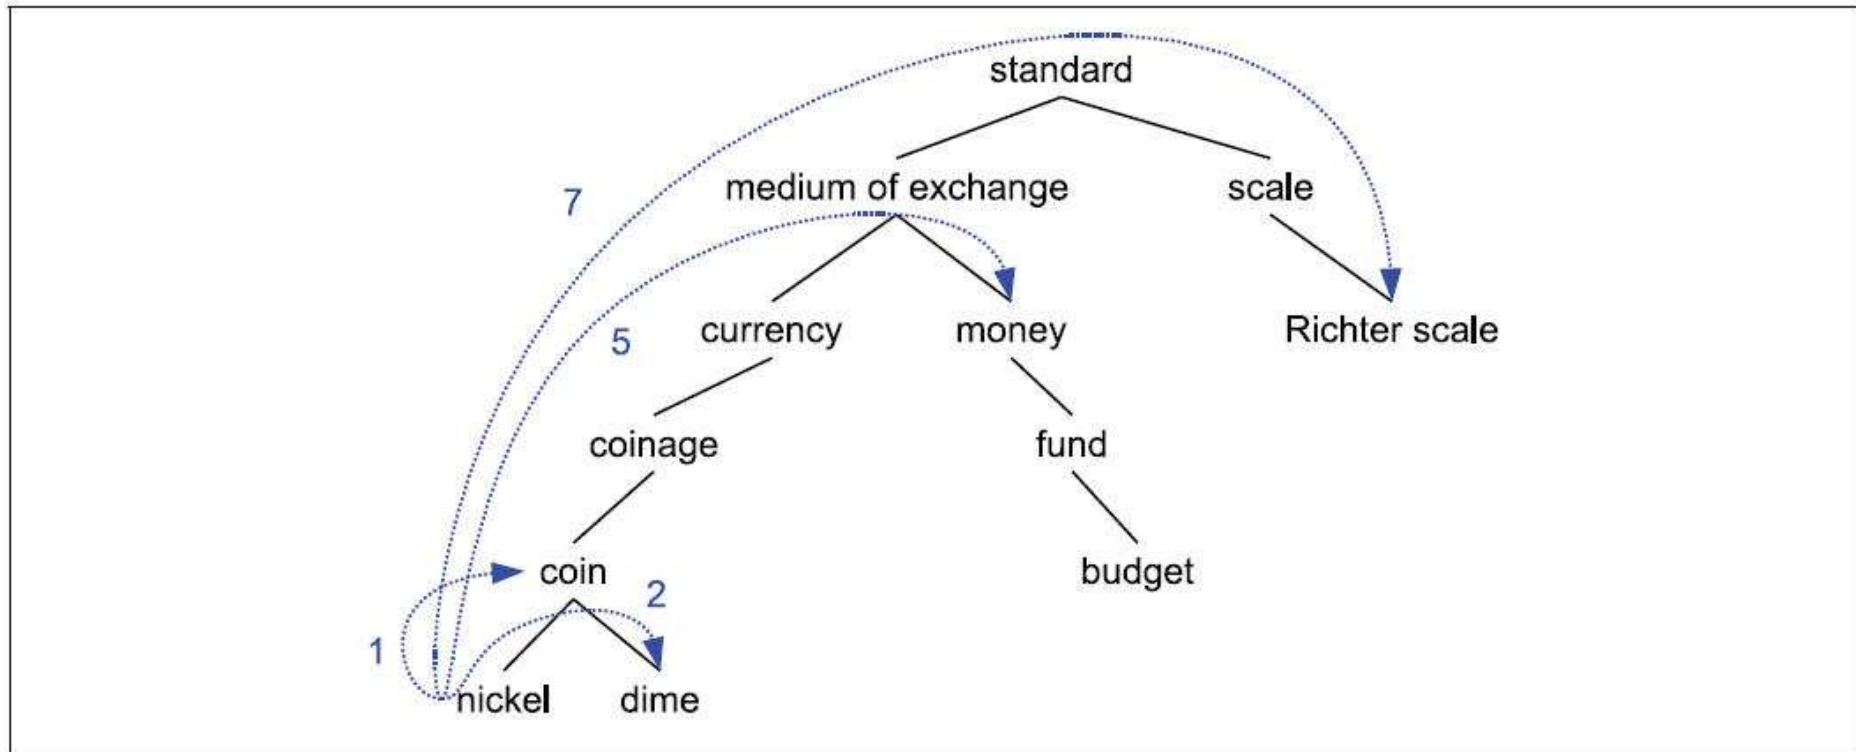 standard
7
medium of exchange scale
5
currency money Richter scale
coinage fund
coin budget
2
1
nickel dime